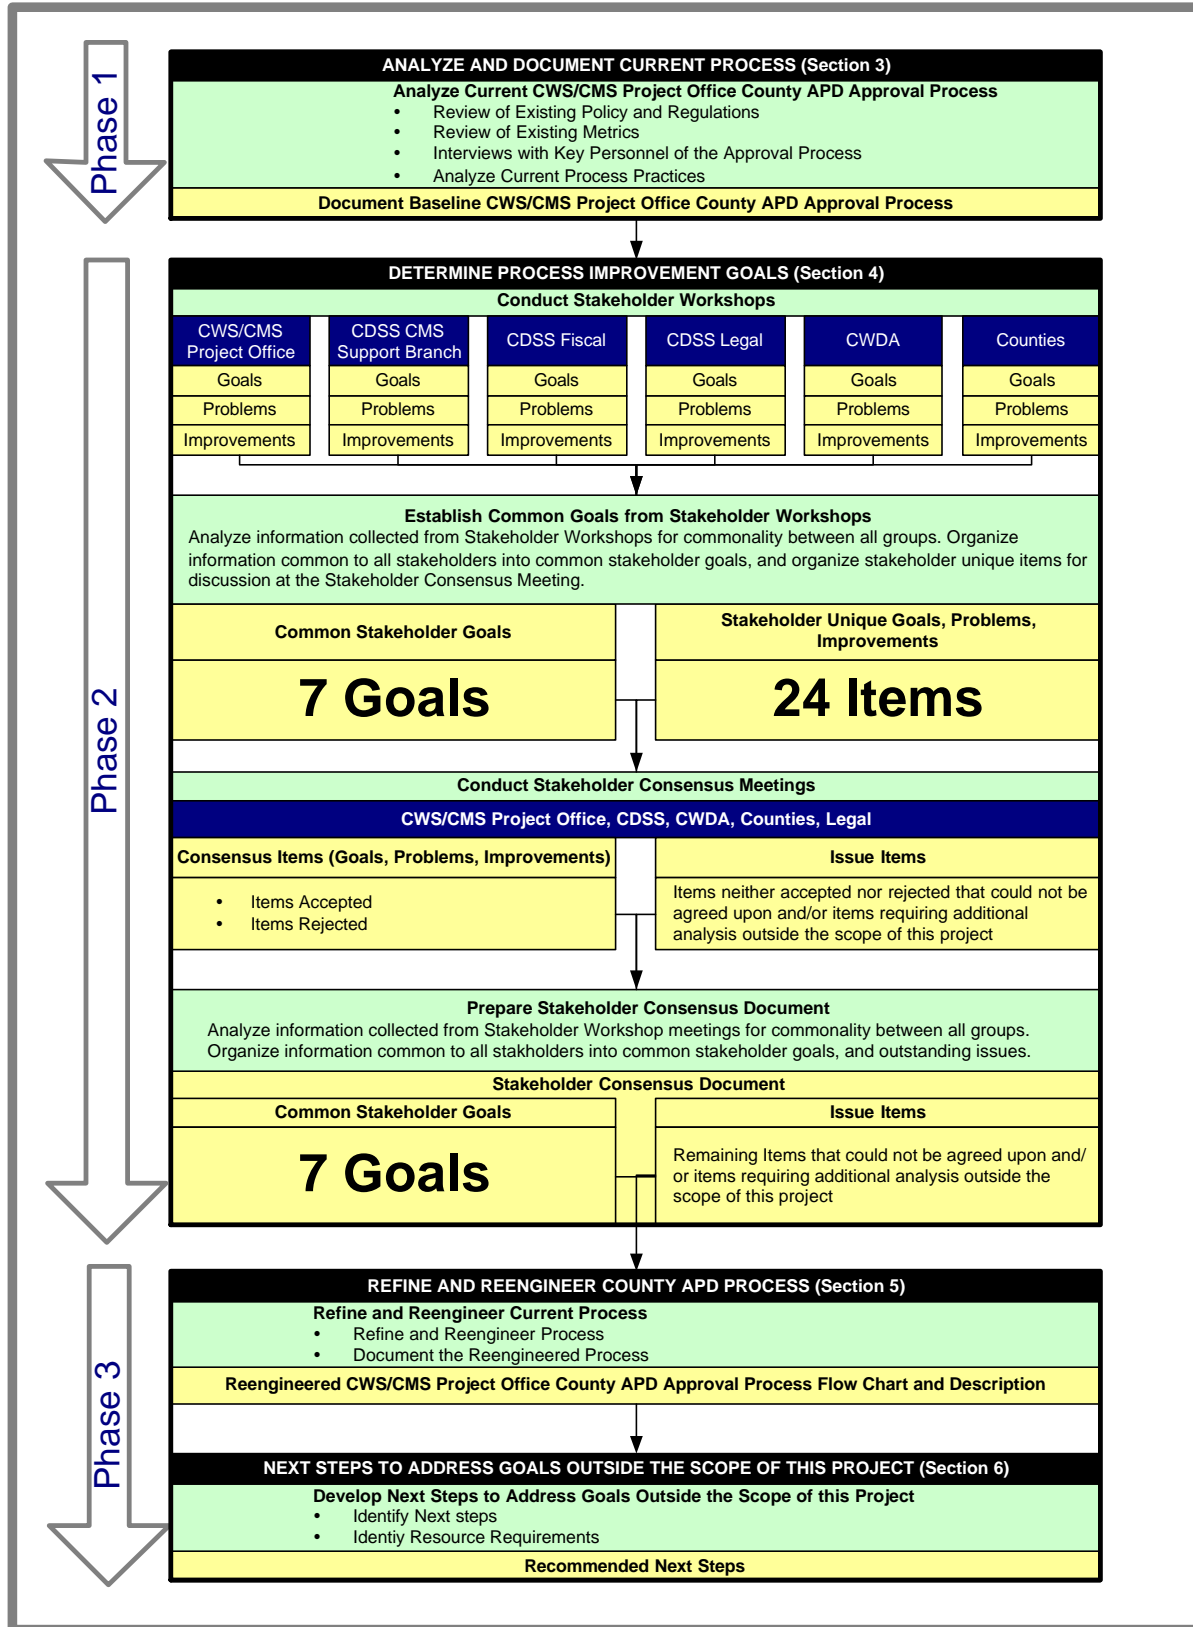 Phase 1
ANALYZE AND DOCUMENT CURRENT PROCESS (Section 3)
Analyze Current CWS/CMS Project Office County APD Approval Process
• Review of Existing Policy and Regulations
• Review of Existing Metrics
• Interviews with Key Personnel of the Approval Process
• Analyze Current Process Practices
Document Baseline CWS/CMS Project Office County APD Approval Process
Phase 2
DETERMINE PROCESS IMPROVEMENT GOALS (Section 4)
Conduct Stakeholder Workshops
CWS/CMS
Project Office
Goals
Problems
Improvements
CDSS CMS
Support Branch
Goals
Problems
Improvements
CDSS Fiscal
Goals
Problems
Improvements
CDSS Legal
Goals
Problems
Improvements
CWDA
Goals
Problems
Improvements
Counties
Goals
Problems
Improvements
Establish Common Goals from Stakeholder Workshops
Analyze information collected from Stakeholder Workshops for commonality between all groups. Organize
information common to all stakeholders into common stakeholder goals, and organize stakeholder unique items for
discussion at the Stakeholder Consensus Meeting.
Common Stakeholder Goals
7 Goals
Stakeholder Unique Goals, Problems,
Improvements
24 Items
Conduct Stakeholder Consensus Meetings
CWS/CMS Project Office, CDSS, CWDA, Counties, Legal
Consensus Items (Goals, Problems, Improvements)
• Items Accepted
• Items Rejected
Issue Items
Items neither accepted nor rejected that could not be
agreed upon and/or items requiring additional
analysis outside the scope of this project
Prepare Stakeholder Consensus Document
Analyze information collected from Stakeholder Workshop meetings for commonality between all groups.
Organize information common to all stakholders into common stakeholder goals, and outstanding issues.
Stakeholder Consensus Document
Common Stakeholder Goals
7 Goals
Issue Items
Remaining Items that could not be agreed upon and/
or items requiring additional analysis outside the
scope of this project
Phase 3
REFINE AND REENGINEER COUNTY APD PROCESS (Section 5)
Refine and Reengineer Current Process
• Refine and Reengineer Process
• Document the Reengineered Process
Reengineered CWS/CMS Project Office County APD Approval Process Flow Chart and Description
NEXT STEPS TO ADDRESS GOALS OUTSIDE THE SCOPE OF THIS PROJECT (Section 6)
Develop Next Steps to Address Goals Outside the Scope of this Project
• Identify Next steps
• Identiy Resource Requirements
Recommended Next Steps